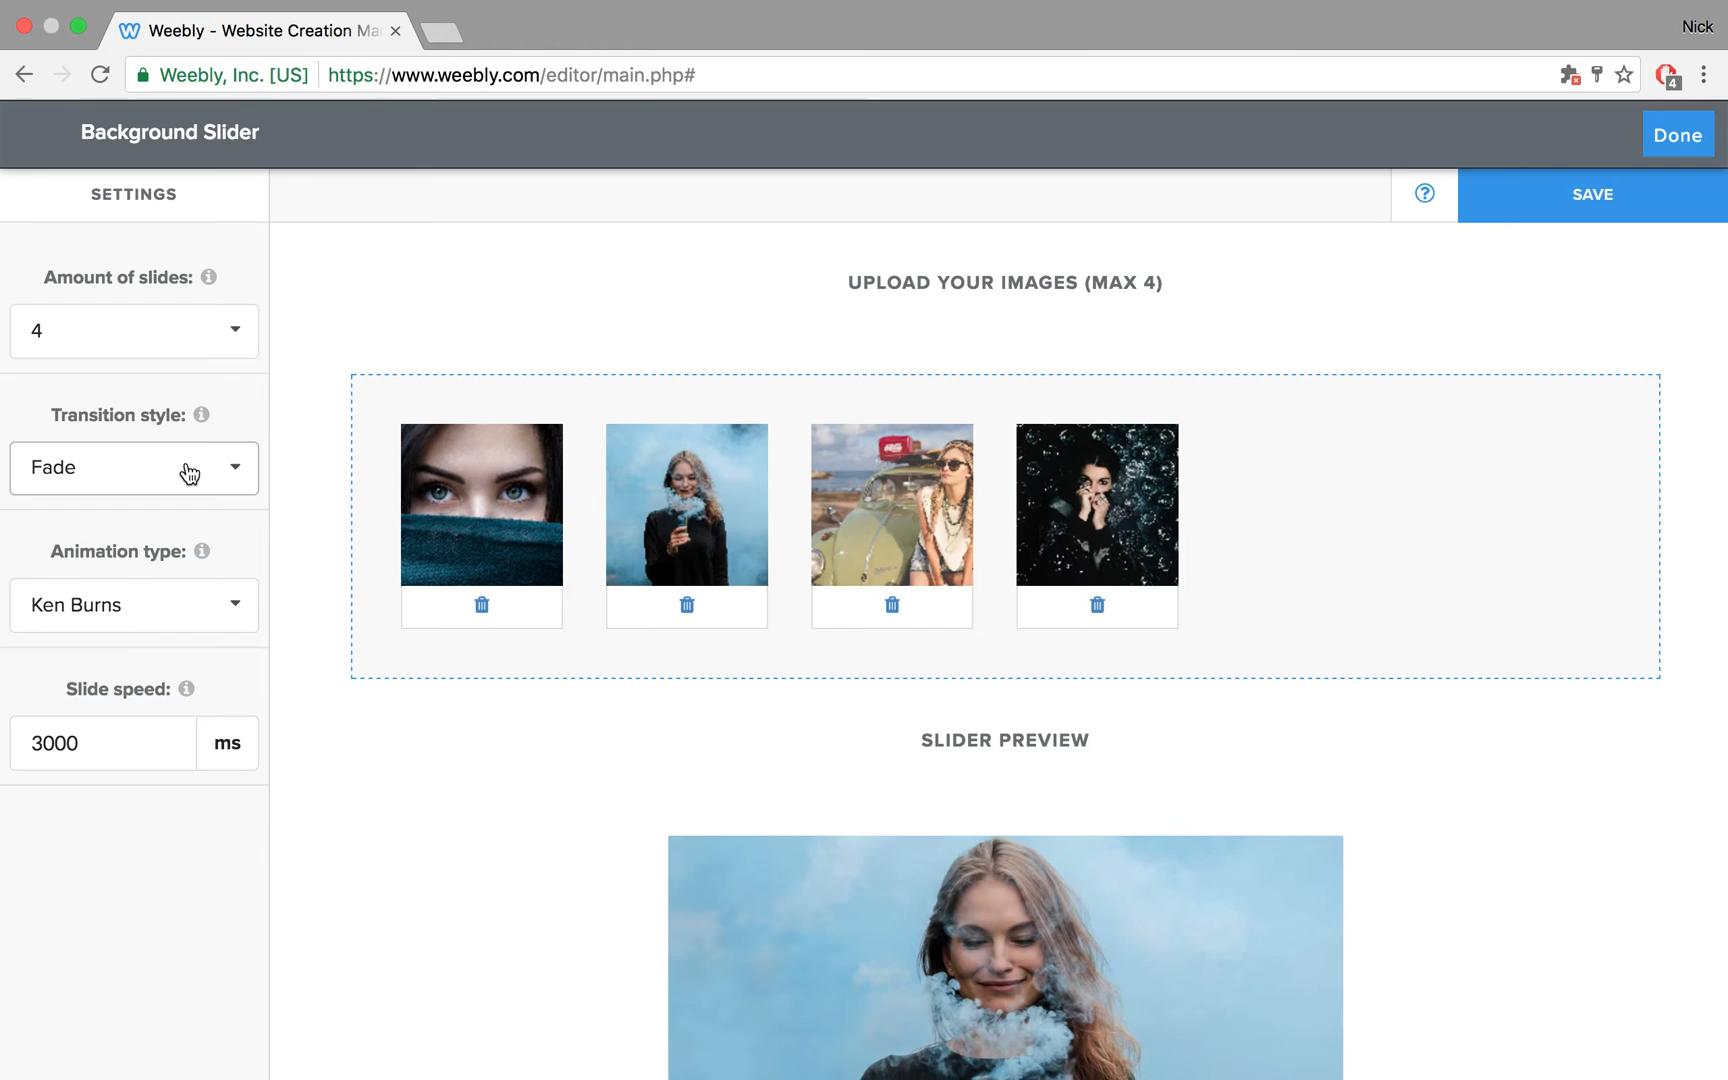 Weebly - Website Creation Ma
Nick
Weebly, Inc. [US]
https://www.weebly.com/editor/main.php#
4
Background Slider
Done
SETTINGS
?
SAVE
Amount of slides:
4
UPLOAD YOUR IMAGES (MAX 4)
Transition style:
Fade
Animation type:
Ken Burns
Slide speed:
3000 ms
SLIDER PREVIEW